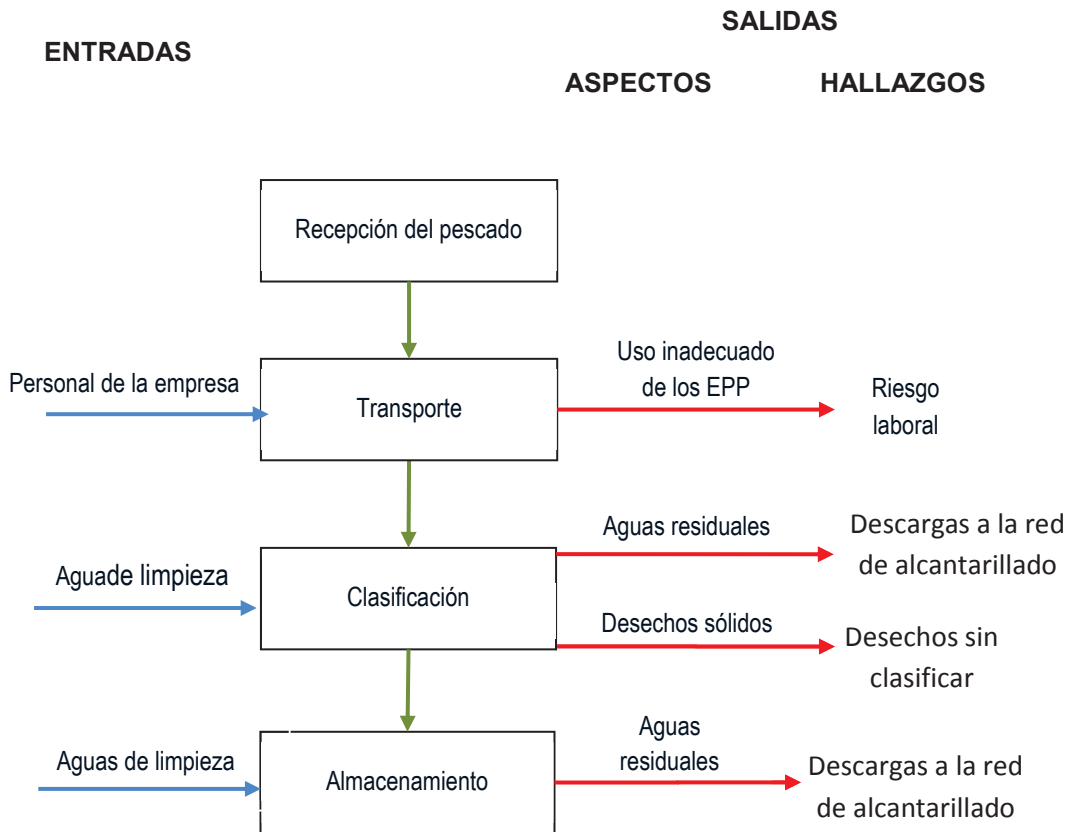 SALIDAS
ENTRADAS
ASPECTOS
HALLAZGOS
Recepción del pescado
Personal de la empresa
Transporte
Uso inadecuado
de los EPP
Riesgo
laboral
Aguade limpieza
Clasificación
Aguas residuales
Descargas a la red
de alcantarillado
Desechos sólidos
Desechos sin
clasificar
Aguas de limpieza
Almacenamiento
Aguas
residuales
Descargas a la red
de alcantarillado